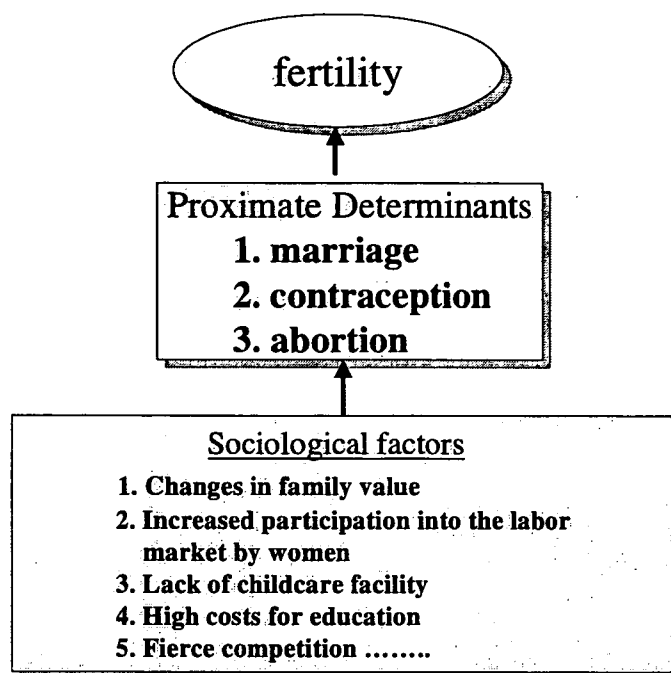 fertility
Proximate Determinants
1. marriage
2. contraception
3. abortion
Sociological factors
1. Changes in family value
2. Increased participation into the labor
market by women
3. Lack of childcare facility
4. High costs for education
5. Fierce competition ........